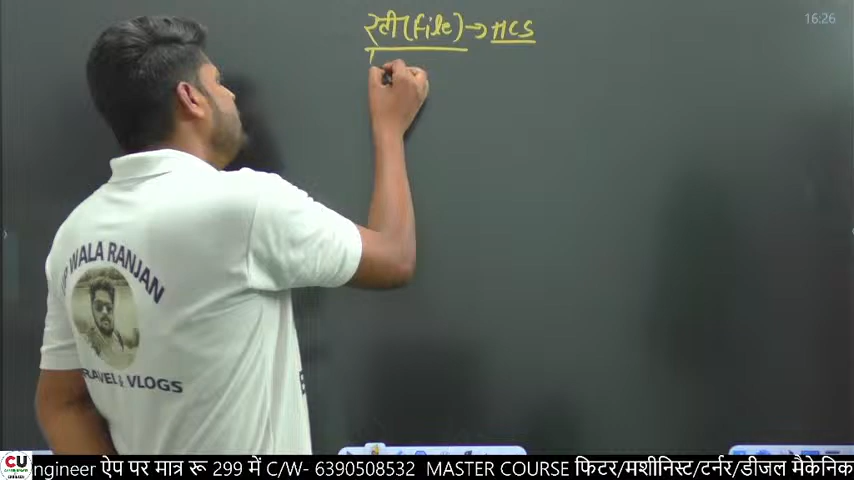 रेती (File) → HCS
16:26
WALA RANJAN
TRAVEL & VLOGS
CU
ngineer ऐप पर मात्र रू 299 में C/W- 6390508532 MASTER COURSE फिटर/मशीनिस्ट/टर्नर/डीजल मैकेनिक